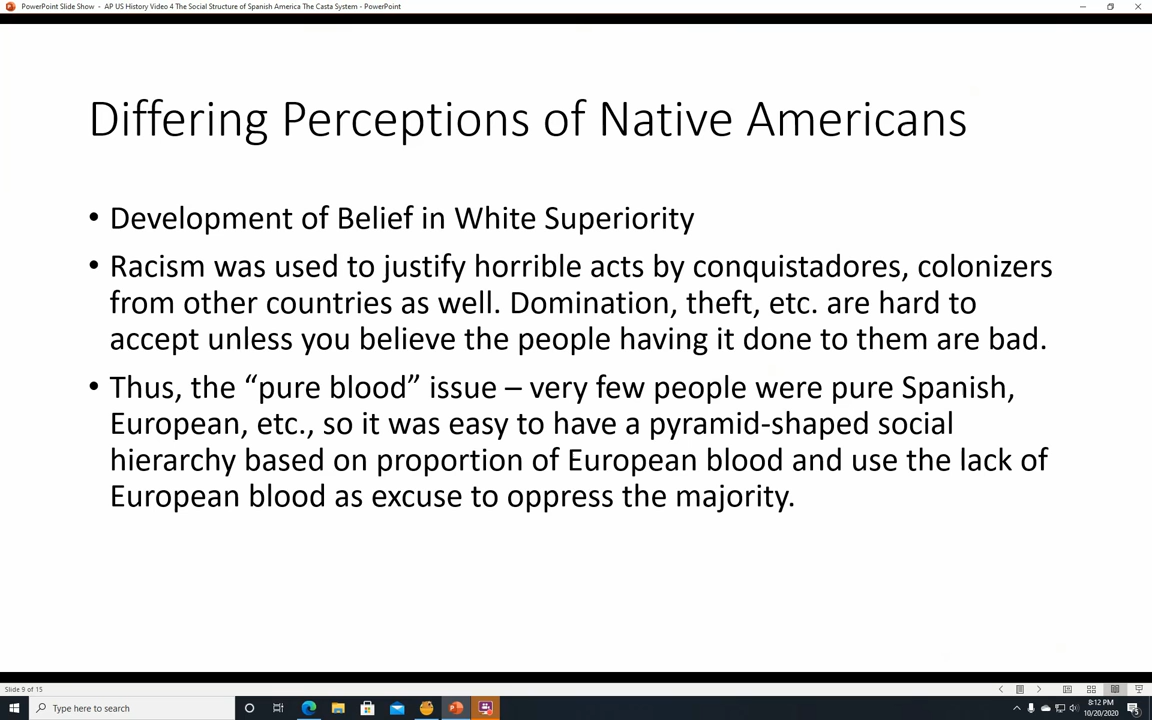 PowerPoint Slide Show - AP US History Video 4 The Social Structure of Spanish America The Casta System - PowerPoint
Differing Perceptions of Native Americans
• Development of Belief in White Superiority
• Racism was used to justify horrible acts by conquistadores, colonizers
from other countries as well. Domination, theft, etc. are hard to
accept unless you believe the people having it done to them are bad.
• Thus, the “pure blood” issue – very few people were pure Spanish,
European, etc., so it was easy to have a pyramid-shaped social
hierarchy based on proportion of European blood and use the lack of
European blood as excuse to oppress the majority.
Slide 9 of 15
Type here to search
8:12 PM
10/20/2020
5